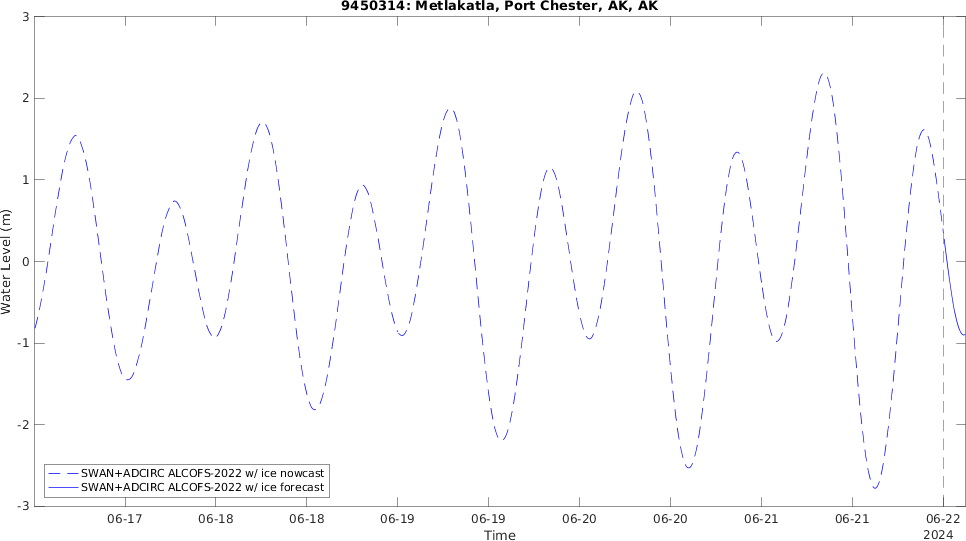 9450314: Metlakatla, Port Chester, AK, AK
3
2
1
0
-1
-2
-3
Water Level (m)
SWAN+ADCIRC ALCOFS-2022 w/ ice nowcast
SWAN+ADCIRC ALCOFS-2022 w/ ice forecast
06-17 06-18 06-18 06-19 06-19 06-20 06-20 06-21 06-21 06-22
2024
Time